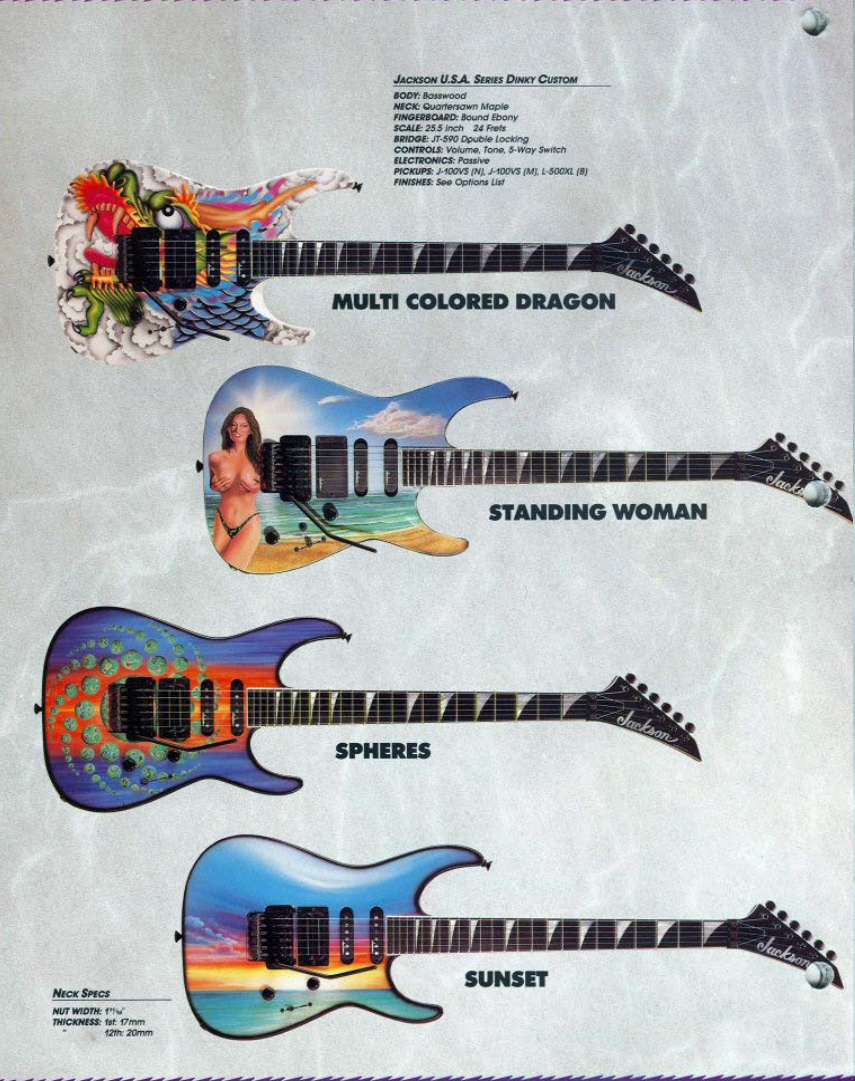 JACKSON U.S.A. SERIES DINKY CUSTOM
BODY: Basswood
NECK: Quartersawn Maple
FINGERBOARD: Bound Ebony
SCALE: 25.5 inch 24 Frets
BRIDGE: JT-590 Double Locking
CONTROLS: Volume, Tone, 5-Way Switch
ELECTRONICS: Passive
PICKUPS: J-100VS (N), J-100VS (M), L-500XL (B)
FINISHES: See Options List
Jackson
MULTI COLORED DRAGON
Jackson
STANDING WOMAN
Jackson
SPHERES
Jackson
SUNSET
NECK SPECS
NUT WIDTH:
THICKNESS: 1st: 17mm
" 12th: 20mm